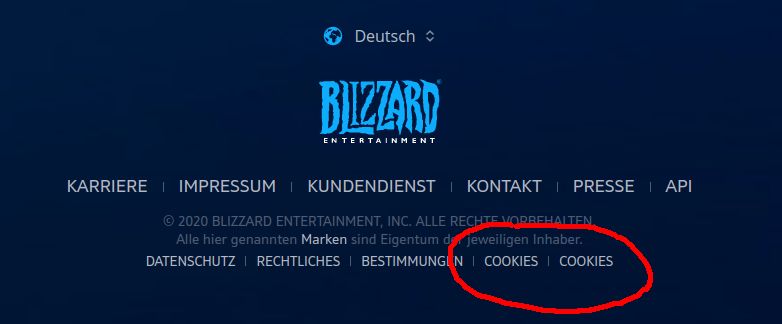 Deutsch
BLIZZARD
ENTERTAINMENT
KARRIERE | IMPRESSUM | KUNDENDIENST | KONTAKT | PRESSE | API
© 2020 BLIZZARD ENTERTAINMENT, INC. ALLE RECHTE VORBEHALTEN.
Alle hier genannten Marken sind Eigentum der jeweiligen Inhaber.
DATENSCHUTZ | RECHTLICHES | BESTIMMUNGEN | COOKIES | COOKIES